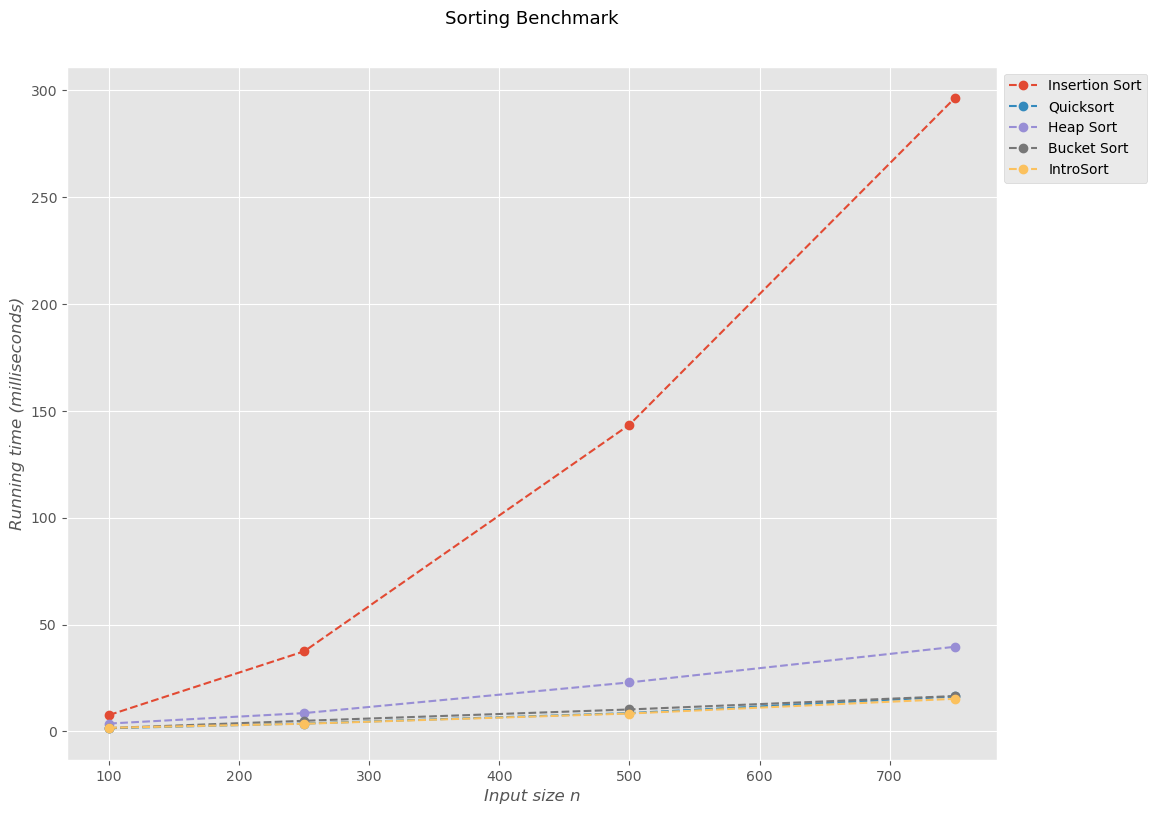 Sorting Benchmark
300
250
200
150
100
50
0
Running time (milliseconds)
100
200
300
400
500
600
700
Input size n
Insertion Sort
Quicksort
Heap Sort
Bucket Sort
IntroSort